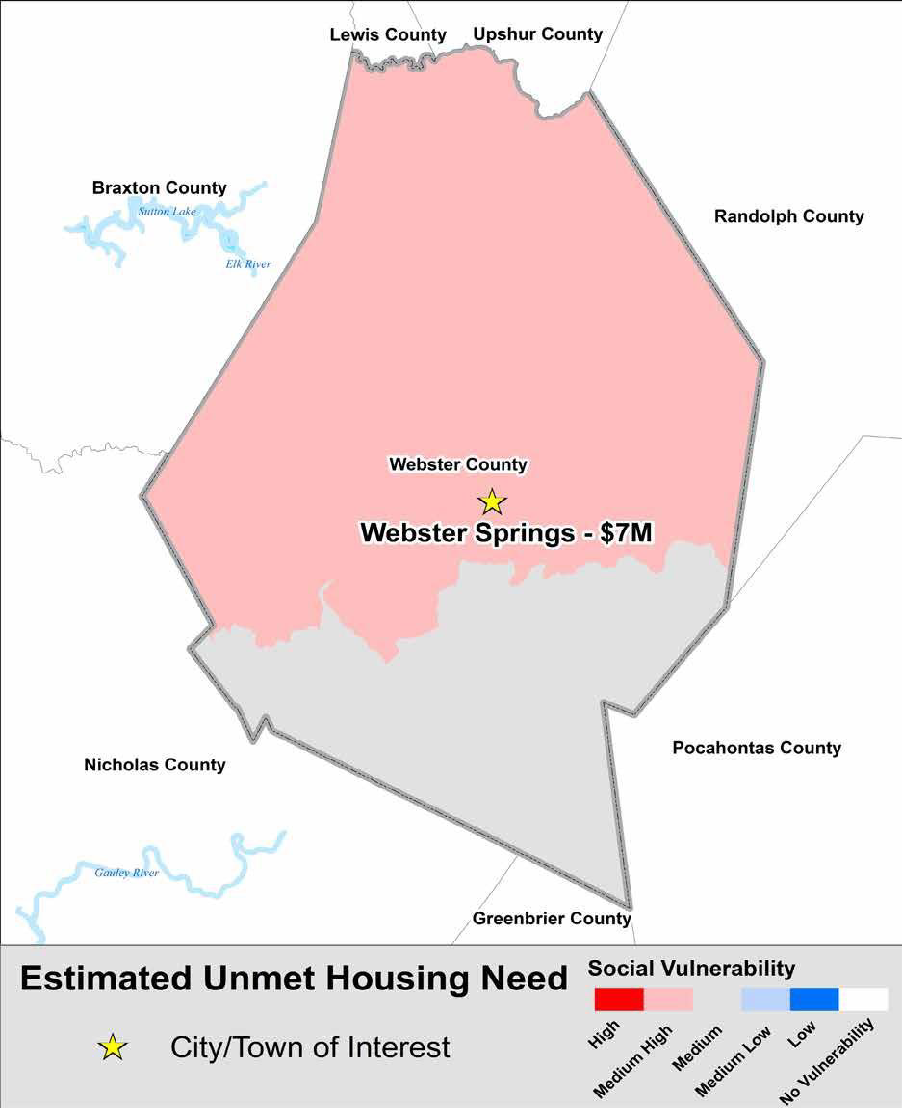 Lewis County
Upshur County
Braxton County
Sutton Lake
Elk River
Randolph County
Webster County
Webster Springs - $7M
Nicholas County
Pocahontas County
Gauley River
Greenbrier County
Estimated Unmet Housing Need
City/Town of Interest
Social Vulnerability
High
Medium High
Medium
Medium Low
Low
No Vulnerability